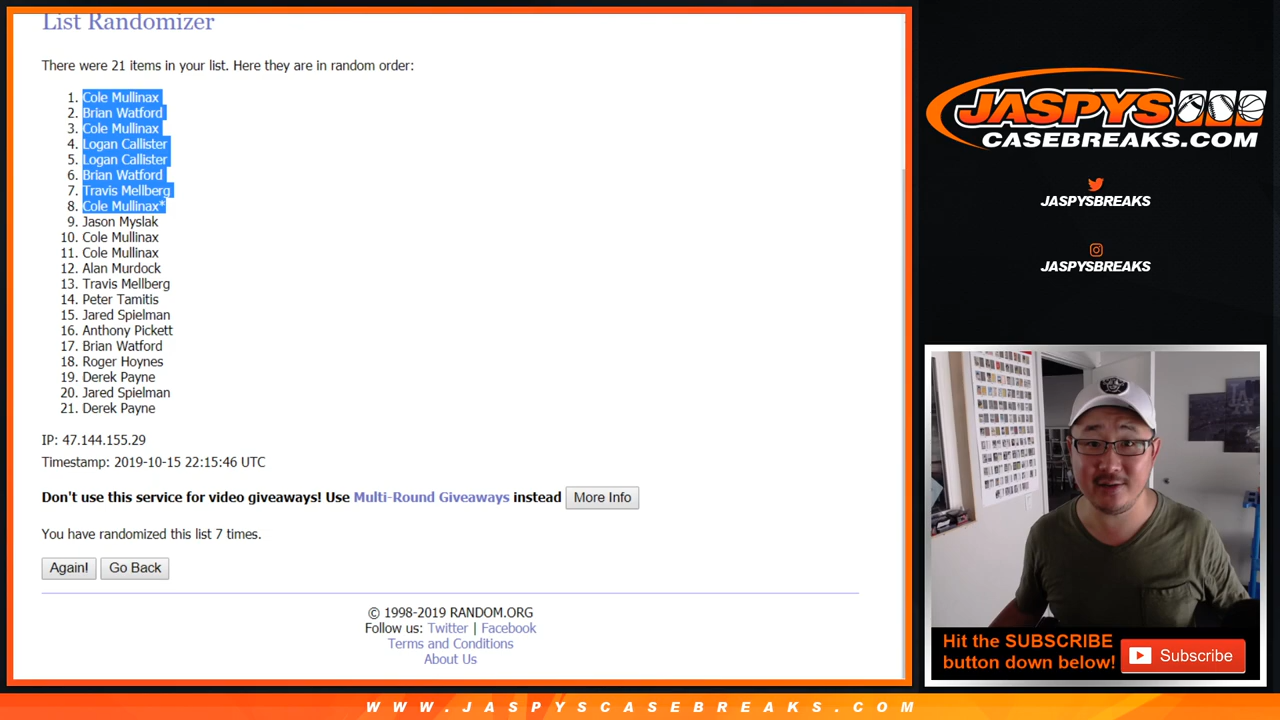 List Randomizer
There were 21 items in your list. Here they are in random order:
1. Cole Mullinax
2. Brian Watford
3. Cole Mullinax
4. Logan Callister
5. Logan Callister
6. Brian Watford
7. Travis Mellberg
8. Cole Mullinax*
9. Jason Myslak
10. Cole Mullinax
11. Cole Mullinax
12. Alan Murdock
13. Travis Mellberg
14. Peter Tamitis
15. Jared Spielman
16. Anthony Pickett
17. Brian Watford
18. Roger Hoynes
19. Derek Payne
20. Jared Spielman
21. Derek Payne
IP: 47.144.155.29
Timestamp: 2019-10-15 22:15:46 UTC
Don't use this service for video giveaways! Use Multi-Round Giveaways instead More Info
You have randomized this list 7 times.
Again! Go Back
© 1998-2019 RANDOM.ORG
Follow us: Twitter | Facebook
Terms and Conditions
About Us
JASPYS
CASEBREAKS.COM
JASPYSBREAKS
JASPYSBREAKS
Hit the SUBSCRIBE
button down below!
Subscribe
WWW.JASPYSCASEBREAKS.COM